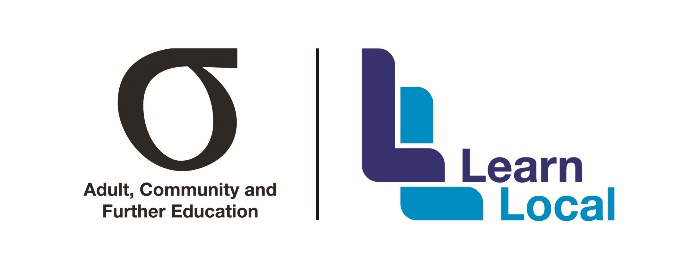 Adult, Community and
Further Education
Learn
Local